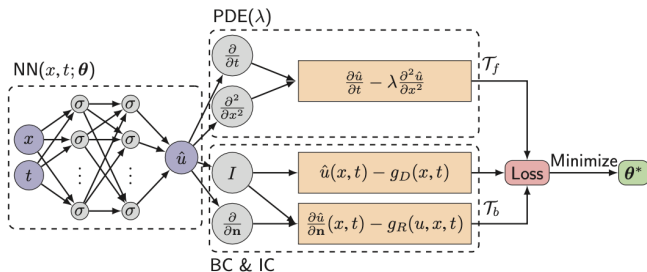 PDE(λ)
NN(x, t; θ)
∂/∂t
∂û/∂t − λ ∂²û/∂x²
𝒯_f
∂²/∂x²
σ σ
x
σ σ
û
t
⋮ ⋮
σ σ
I
û(x, t) − g_D(x, t)
Loss
Minimize
θ*
∂/∂n
∂û/∂n (x, t) − g_R(u, x, t)
𝒯_b
BC & IC